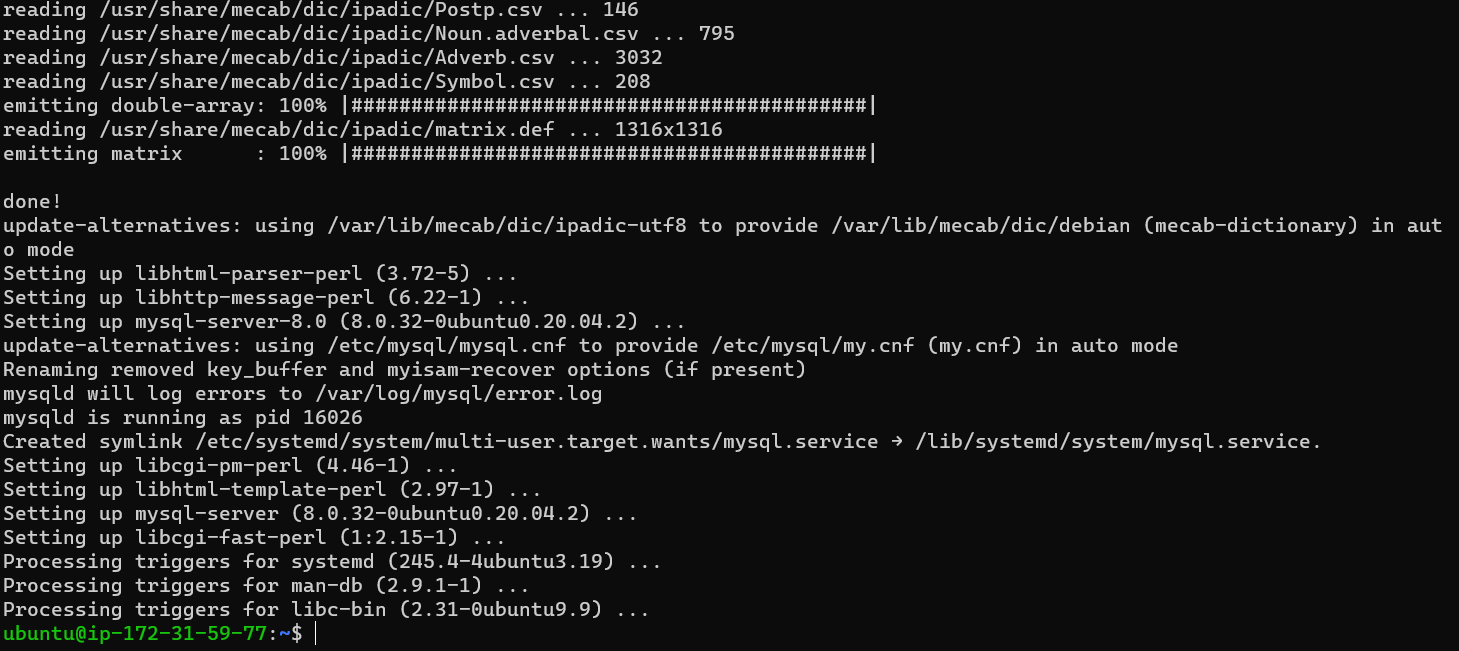 reading /usr/share/mecab/dic/ipadic/Postp.csv ... 146
reading /usr/share/mecab/dic/ipadic/Noun.adverbal.csv ... 795
reading /usr/share/mecab/dic/ipadic/Adverb.csv ... 3032
reading /usr/share/mecab/dic/ipadic/Symbol.csv ... 208
emitting double-array: 100% |###########################################|
reading /usr/share/mecab/dic/ipadic/matrix.def ... 1316x1316
emitting matrix      : 100% |###########################################|

done!
update-alternatives: using /var/lib/mecab/dic/ipadic-utf8 to provide /var/lib/mecab/dic/debian (mecab-dictionary) in aut
o mode
Setting up libhtml-parser-perl (3.72-5) ...
Setting up libhttp-message-perl (6.22-1) ...
Setting up mysql-server-8.0 (8.0.32-0ubuntu0.20.04.2) ...
update-alternatives: using /etc/mysql/mysql.cnf to provide /etc/mysql/my.cnf (my.cnf) in auto mode
Renaming removed key_buffer and myisam-recover options (if present)
mysqld will log errors to /var/log/mysql/error.log
mysqld is running as pid 16026
Created symlink /etc/systemd/system/multi-user.target.wants/mysql.service → /lib/systemd/system/mysql.service.
Setting up libcgi-pm-perl (4.46-1) ...
Setting up libhtml-template-perl (2.97-1) ...
Setting up mysql-server (8.0.32-0ubuntu0.20.04.2) ...
Setting up libcgi-fast-perl (1:2.15-1) ...
Processing triggers for systemd (245.4-4ubuntu3.19) ...
Processing triggers for man-db (2.9.1-1) ...
Processing triggers for libc-bin (2.31-0ubuntu9.9) ...
ubuntu@ip-172-31-59-77:~$